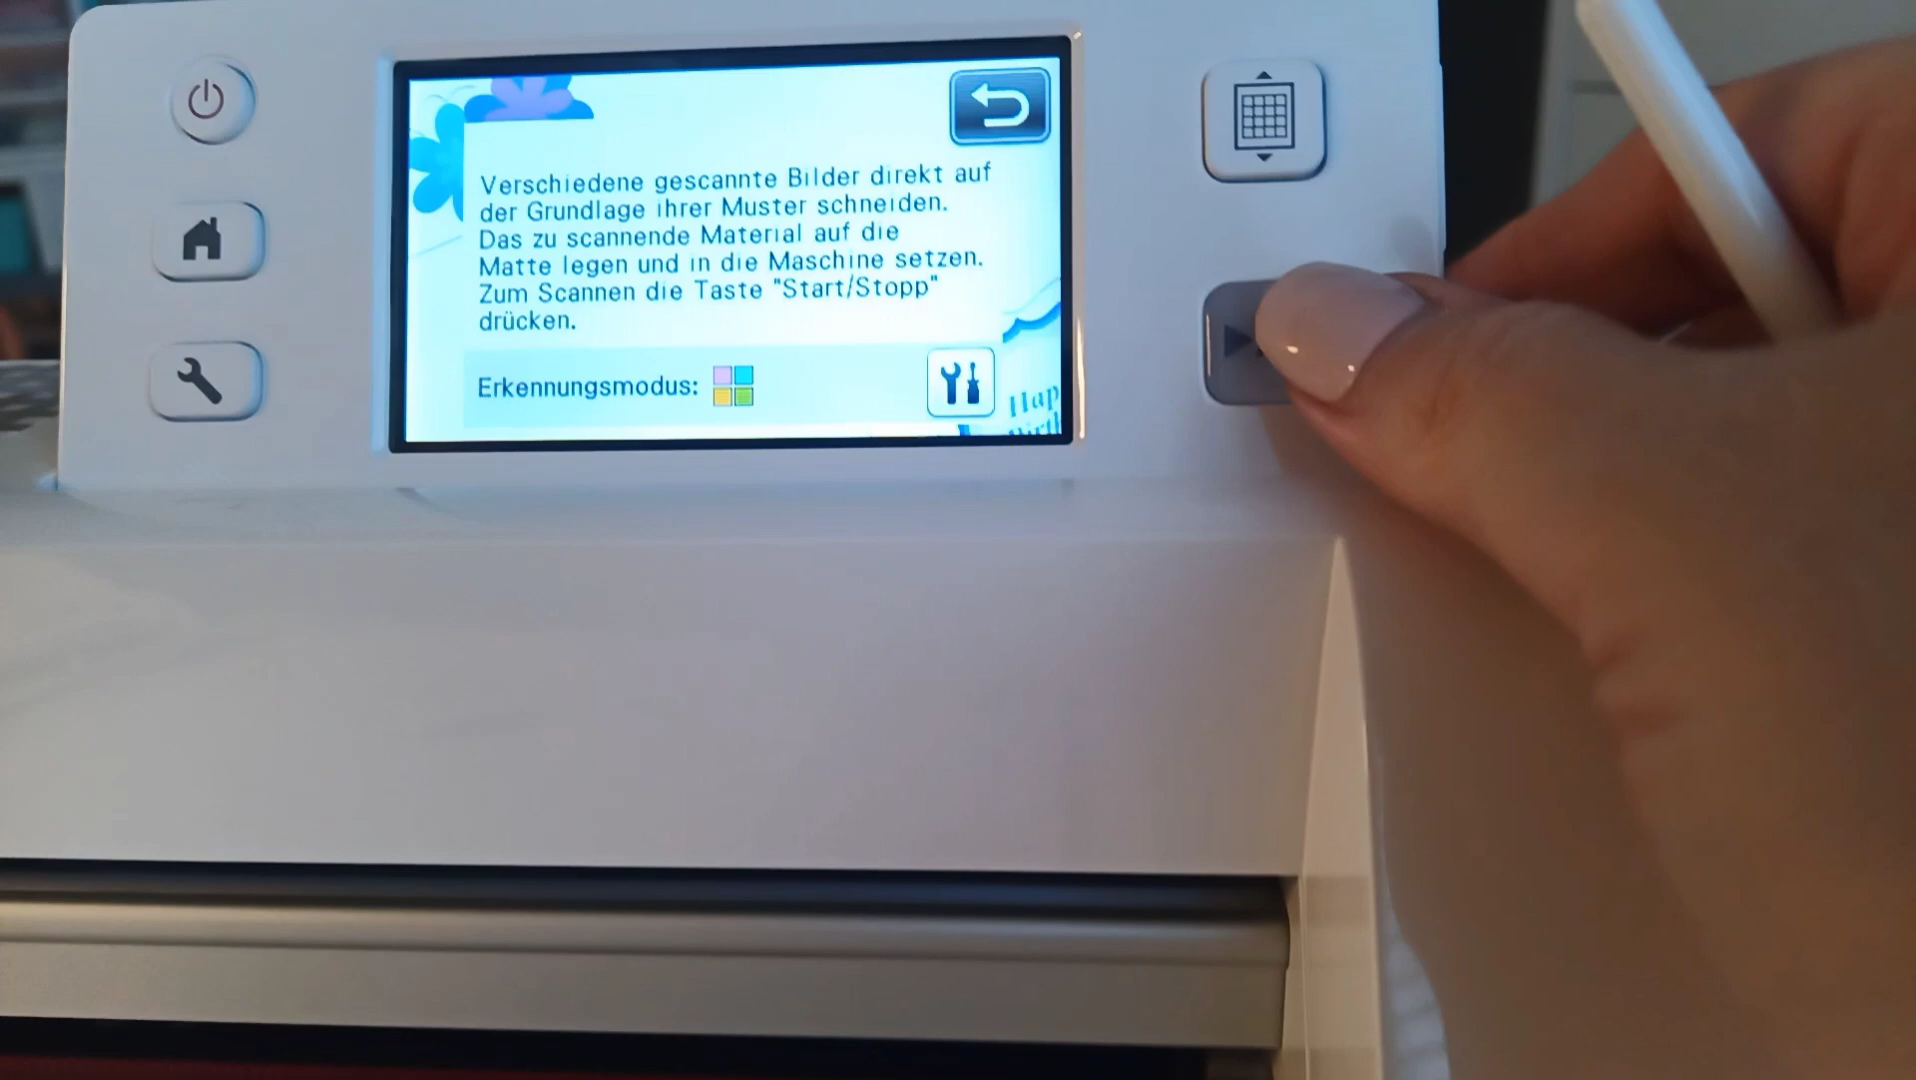 Verschiedene gescannte Bilder direkt auf
der Grundlage ihrer Muster schneiden.
Das zu scannende Material auf die
Matte legen und in die Maschine setzen.
Zum Scannen die Taste "Start/Stopp"
drücken.
Erkennungsmodus: